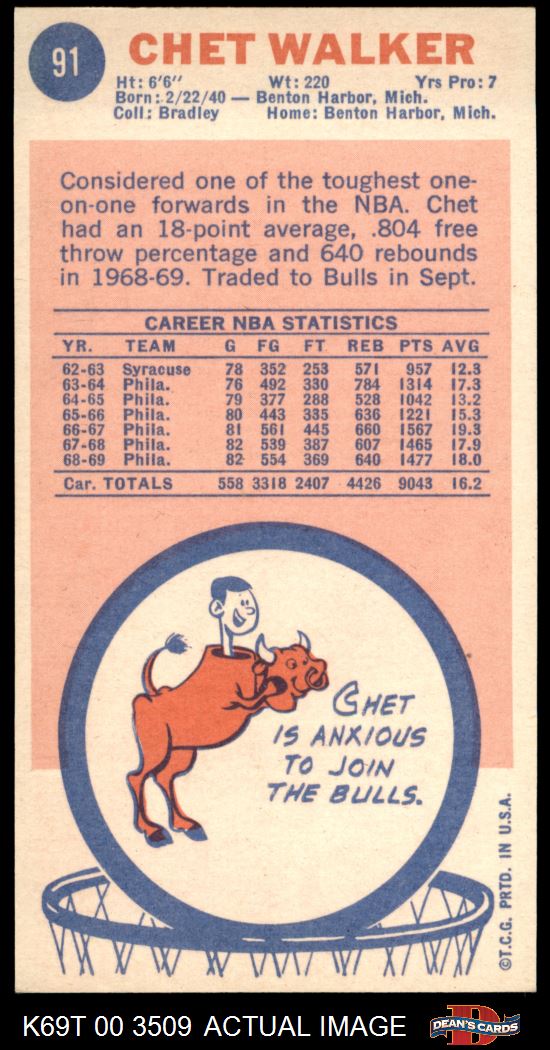 91
CHET WALKER
Ht: 6'6" Wt: 220 Yrs Pro: 7
Born: 2/22/40 — Benton Harbor, Mich.
Coll: Bradley Home: Benton Harbor, Mich.
Considered one of the toughest one-
on-one forwards in the NBA. Chet
had an 18-point average, .804 free
throw percentage and 640 rebounds
in 1968-69. Traded to Bulls in Sept.
CAREER NBA STATISTICS
YR. TEAM G FG FT REB PTS AVG
62-63 Syracuse 78 352 253 571 957 12.3
63-64 Phila. 76 492 330 784 1314 17.3
64-65 Phila. 79 377 288 528 1042 13.2
65-66 Phila. 80 443 335 636 1221 15.3
66-67 Phila. 81 561 445 660 1567 19.3
67-68 Phila. 82 539 387 607 1465 17.9
68-69 Phila. 82 554 369 640 1477 18.0
Car. TOTALS 558 3318 2407 4426 9043 16.2
CHET
IS ANXIOUS
TO JOIN
THE BULLS.
©T.C.G. PRTD. IN U.S.A.
K69T 00 3509 ACTUAL IMAGE
D
DEAN'S CARDS